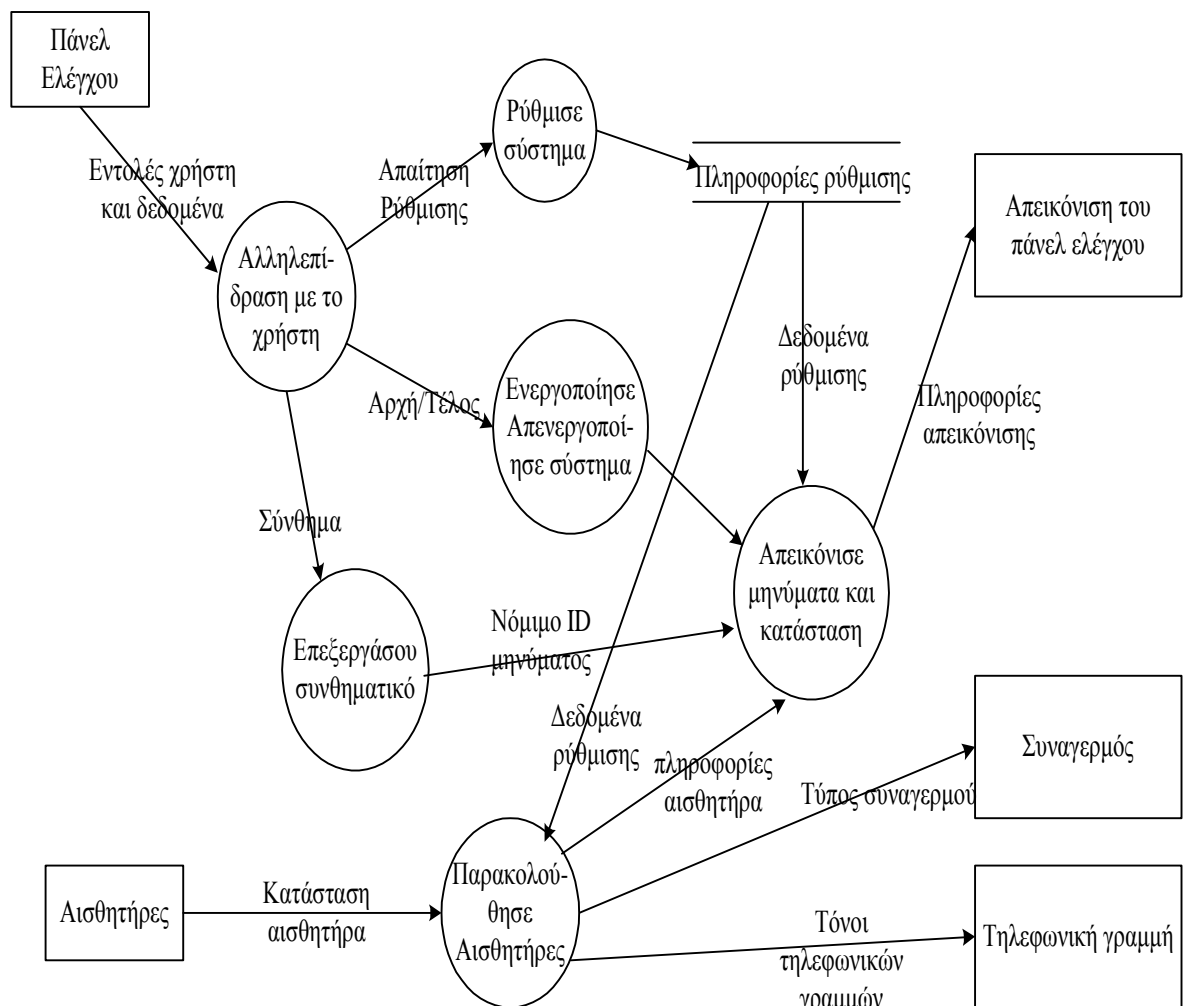 Πάνελ
Ελέγχου
Εντολές χρήστη
και δεδομένα
Αλληλεπί-
δραση με το
χρήστη
Απαίτηση
Ρύθμισης
Ρύθμισε
σύστημα
Πληροφορίες ρύθμισης
Απεικόνιση του
πάνελ ελέγχου
Αρχή/Τέλος
Ενεργοποίησε
Απενεργοποί-
ησε σύστημα
Δεδομένα
ρύθμισης
Πληροφορίες
απεικόνισης
Σύνθημα
Επεξεργάσου
συνθηματικό
Νόμιμο ID
μηνύματος
Απεικόνισε
μηνύματα και
κατάσταση
Δεδομένα
ρύθμισης
πληροφορίες
αισθητήρα
Τύπος συναγερμού
Συναγερμός
Αισθητήρες
Κατάσταση
αισθητήρα
Παρακολού-
θησε
Αισθητήρες
Τόνοι
τηλεφωνικών
γραμμών
Τηλεφωνική γραμμή